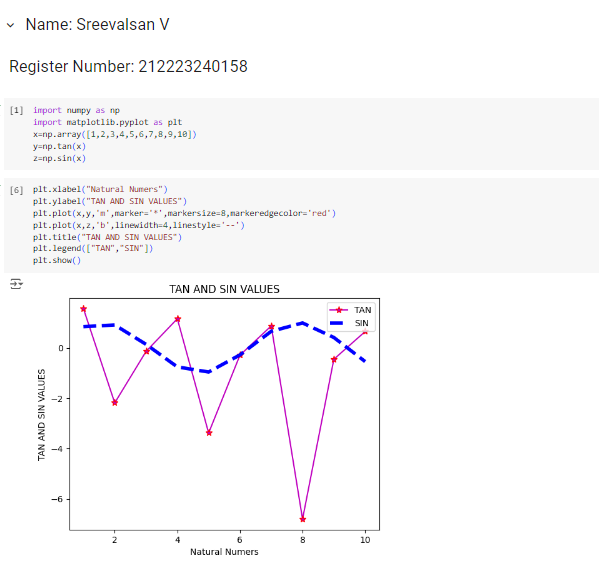 Name: Sreevalsan V
Register Number: 212223240158
[1] import numpy as np
import matplotlib.pyplot as plt
x=np.array([1,2,3,4,5,6,7,8,9,10])
y=np.tan(x)
z=np.sin(x)
[6] plt.xlabel("Natural Numers")
plt.ylabel("TAN AND SIN VALUES")
plt.plot(x,y,'m',marker='*',markersize=8,markeredgecolor='red')
plt.plot(x,z,'b',linewidth=4,linestyle='--')
plt.title("TAN AND SIN VALUES")
plt.legend(["TAN","SIN"])
plt.show()
TAN AND SIN VALUES
TAN
SIN
TAN AND SIN VALUES
0
−2
−4
−6
2 4 6 8 10
Natural Numers